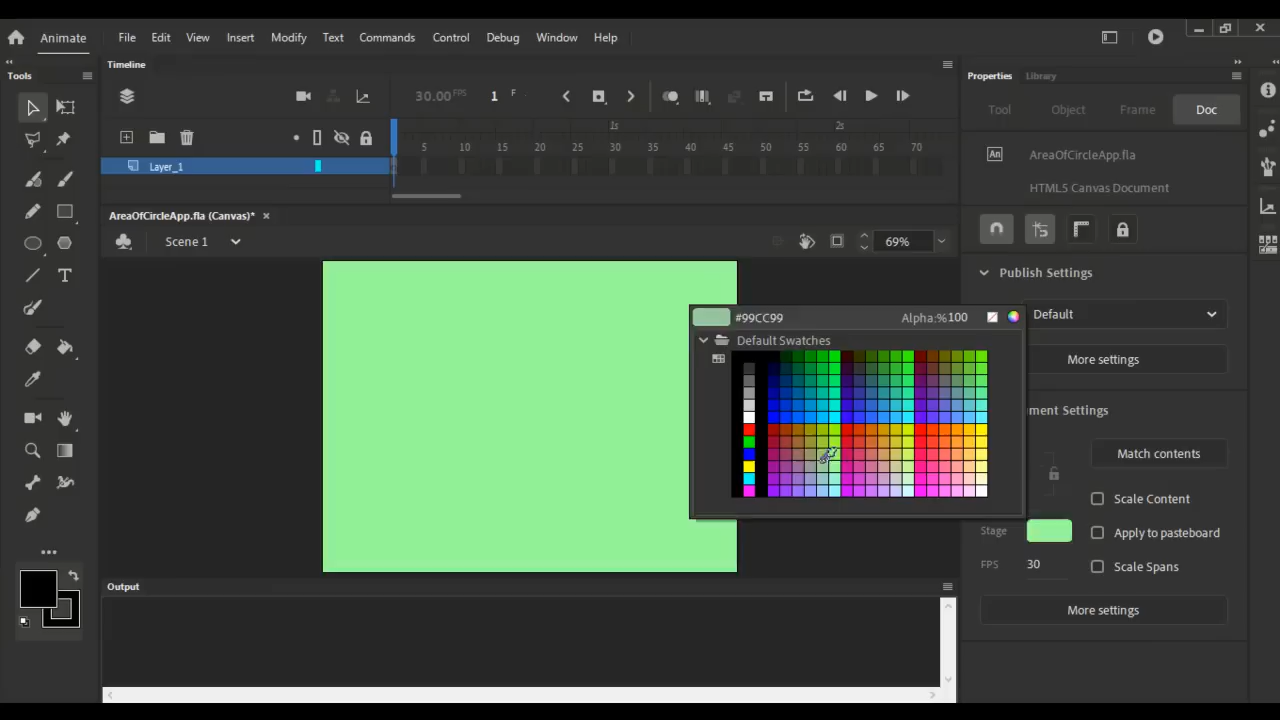 Animate File Edit View Insert Modify Text Commands Control Debug Window Help
Tools
Timeline
Properties Library
30.00 FPS 1 F
Tool Object Frame Doc
1s 2s
5 10 15 20 25 30 35 40 45 50 55 60 65 70
Layer_1
An AreaOfCircleApp.fla
HTML5 Canvas Document
AreaOfCircleApp.fla (Canvas)* ×
Scene 1
69%
Publish Settings
Default
More settings
#99CC99 Alpha:%100
Default Swatches
ment Settings
Match contents
Scale Content
Stage
Apply to pasteboard
FPS 30
Scale Spans
More settings
Output